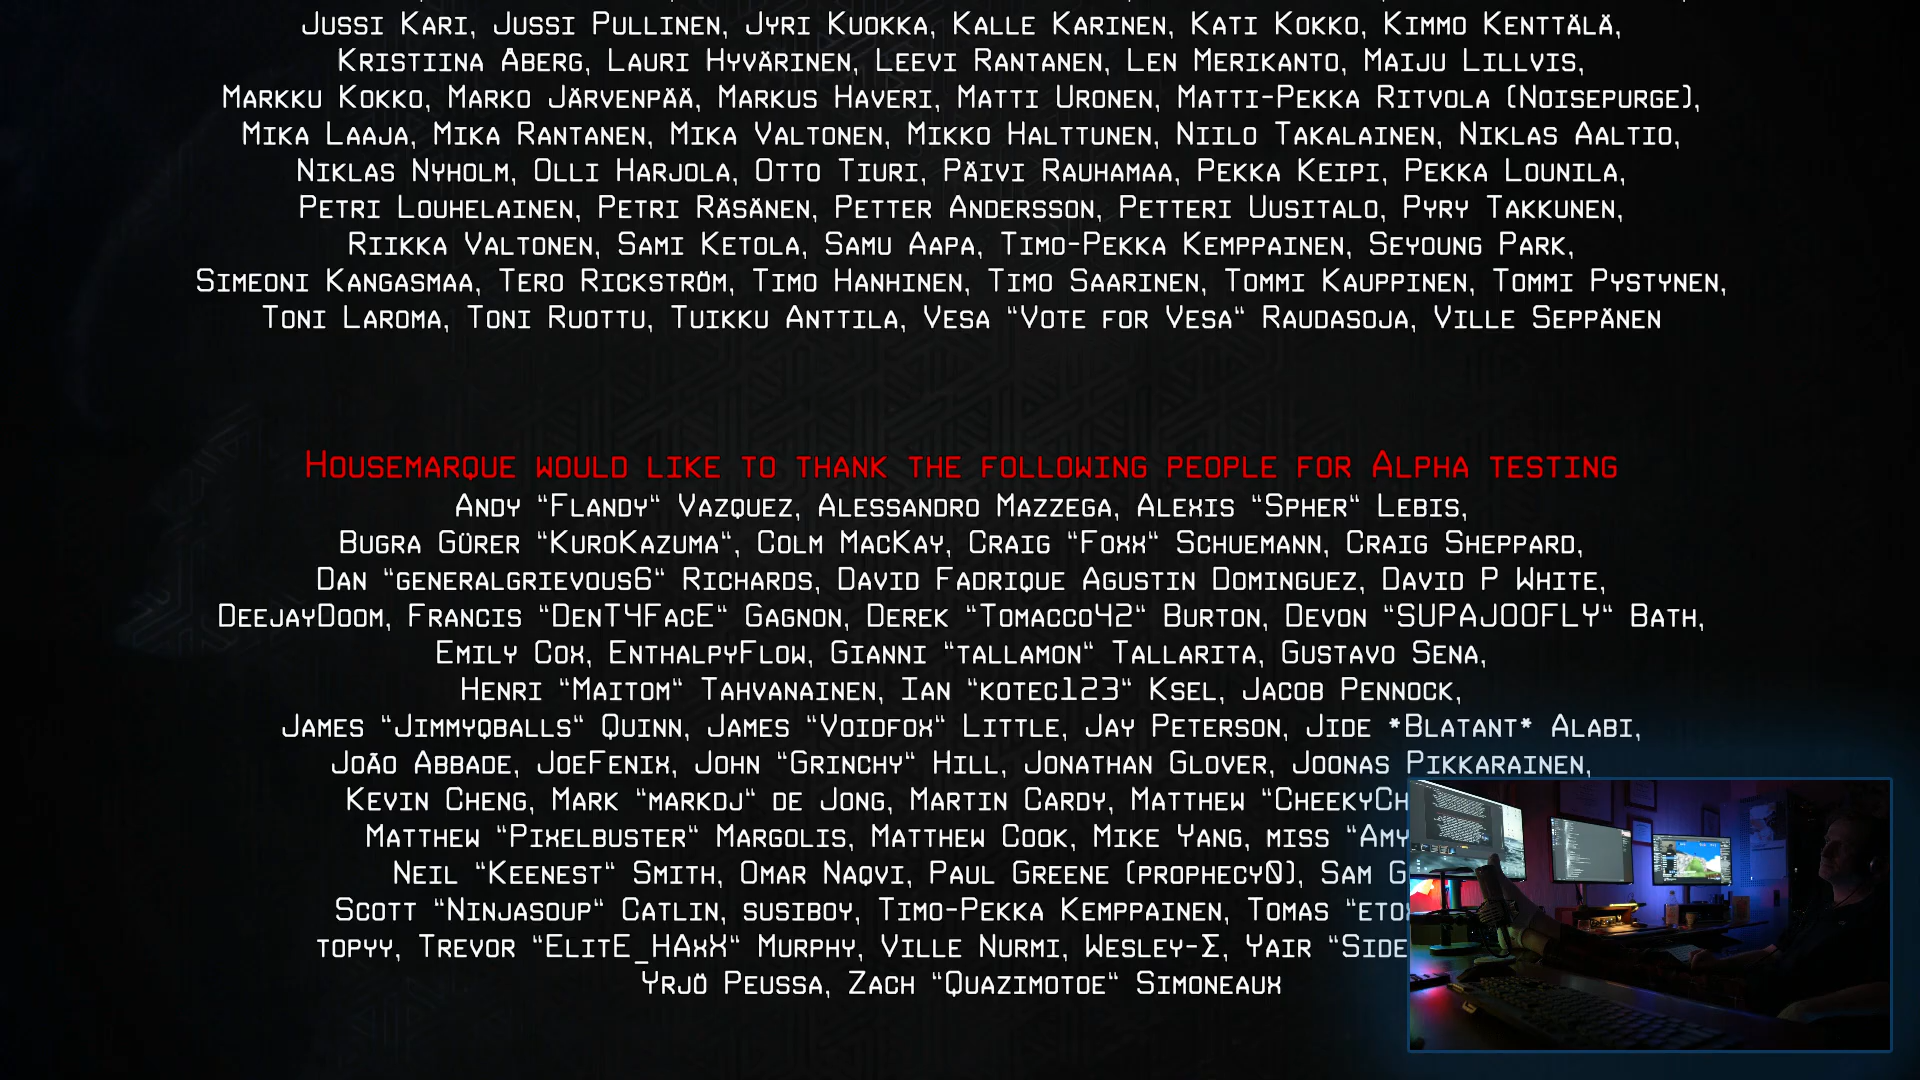 Jussi Kari, Jussi Pullinen, Jyri Kuokka, Kalle Karinen, Kati Kokko, Kimmo Kenttälä,
Kristiina Aberg, Lauri Hyvärinen, Leevi Rantanen, Len Merikanto, Maiju Lillvis,
Markku Kokko, Marko Järvenpää, Markus Haveri, Matti Uronen, Matti-Pekka Ritvola (Noisepurge),
Mika Laaja, Mika Rantanen, Mika Valtonen, Mikko Halttunen, Niilo Takalainen, Niklas Aaltio,
Niklas Nyholm, Olli Harjola, Otto Tiuri, Päivi Rauhamaa, Pekka Keipi, Pekka Lounila,
Petri Louhelainen, Petri Räsänen, Petter Andersson, Petteri Uusitalo, Pyry Takkunen,
Riikka Valtonen, Sami Ketola, Samu Aapa, Timo-Pekka Kemppainen, Seyoung Park,
Simeoni Kangasmaa, Tero Rickström, Timo Hanhinen, Timo Saarinen, Tommi Kauppinen, Tommi Pystynen,
Toni Laroma, Toni Ruottu, Tuikku Anttila, Vesa “Vote for Vesa“ Raudasoja, Ville Seppänen
Housemarque would like to thank the following people for Alpha testing
Andy “Flandy“ Vazquez, Alessandro Mazzega, Alexis “Spher“ Lebis,
Bugra Gürer “KuroKazuma“, Colm MacKay, Craig “Foxx“ Schuemann, Craig Sheppard,
Dan “generalgrievous6“ Richards, David Fadrique Agustin Dominguez, David P White,
DeejayDoom, Francis “DenT4FacE“ Gagnon, Derek “Tomacco42“ Burton, Devon “SUPAJOOFLY“ Bath,
Emily Cox, EnthalpyFlow, Gianni “tallamon“ Tallarita, Gustavo Sena,
Henri “Maitom“ Tahvanainen, Ian “kotec123“ Ksel, Jacob Pennock,
James “Jimmyqballs“ Quinn, James “Voidfox“ Little, Jay Peterson, Jide *Blatant* Alabi,
João Abbade, JoeFenix, John “Grinchy“ Hill, Jonathan Glover, Joonas Pikkarainen,
Kevin Cheng, Mark “markdj“ de Jong, Martin Cardy, Matthew “CheekyCh
Matthew “Pixelbuster“ Margolis, Matthew Cook, Mike Yang, miss “Amy
Neil “Keenest“ Smith, Omar Naqvi, Paul Greene (prophecy0), Sam G
Scott “Ninjasoup“ Catlin, susiboy, Timo-Pekka Kemppainen, Tomas “eto
topyy, Trevor “ElitE_HAxX“ Murphy, Ville Nurmi, Wesley-Σ, Yair “Side
Yrjö Peussa, Zach “Quazimotoe“ Simoneaux